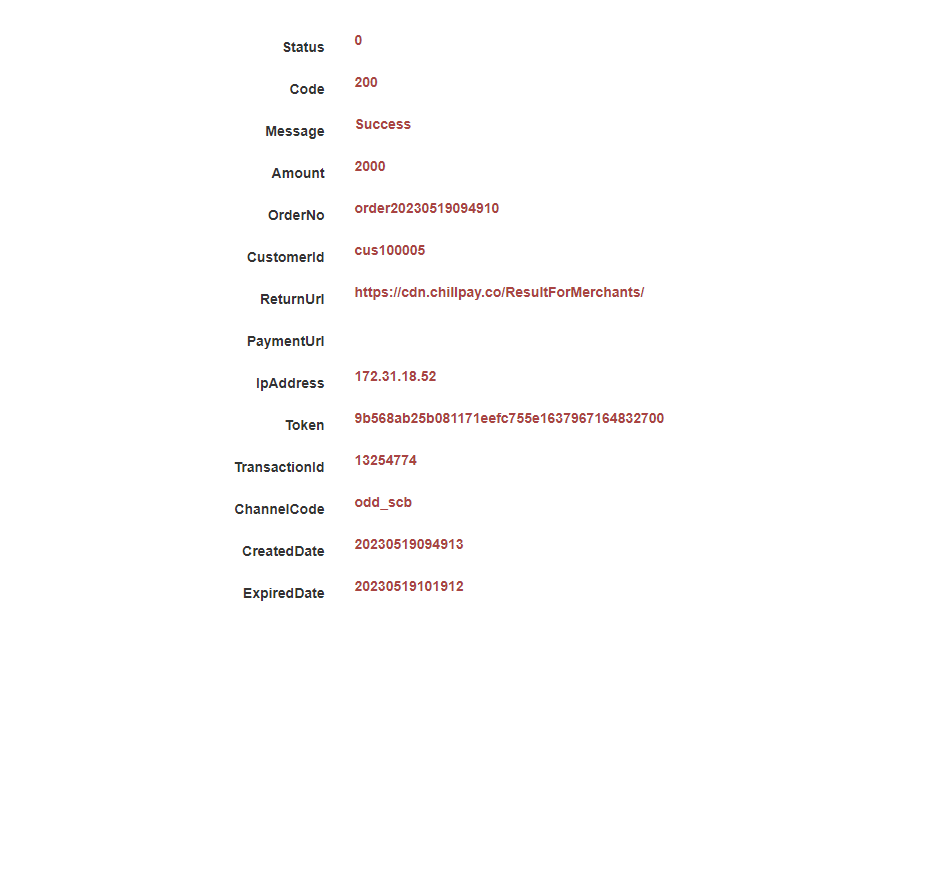 Status 0
Code 200
Message Success
Amount 2000
OrderNo order20230519094910
CustomerId cus100005
ReturnUrl https://cdn.chillpay.co/ResultForMerchants/
PaymentUrl
IpAddress 172.31.18.52
Token 9b568ab25b081171eefc755e1637967164832700
TransactionId 13254774
ChannelCode odd_scb
CreatedDate 20230519094913
ExpiredDate 20230519101912